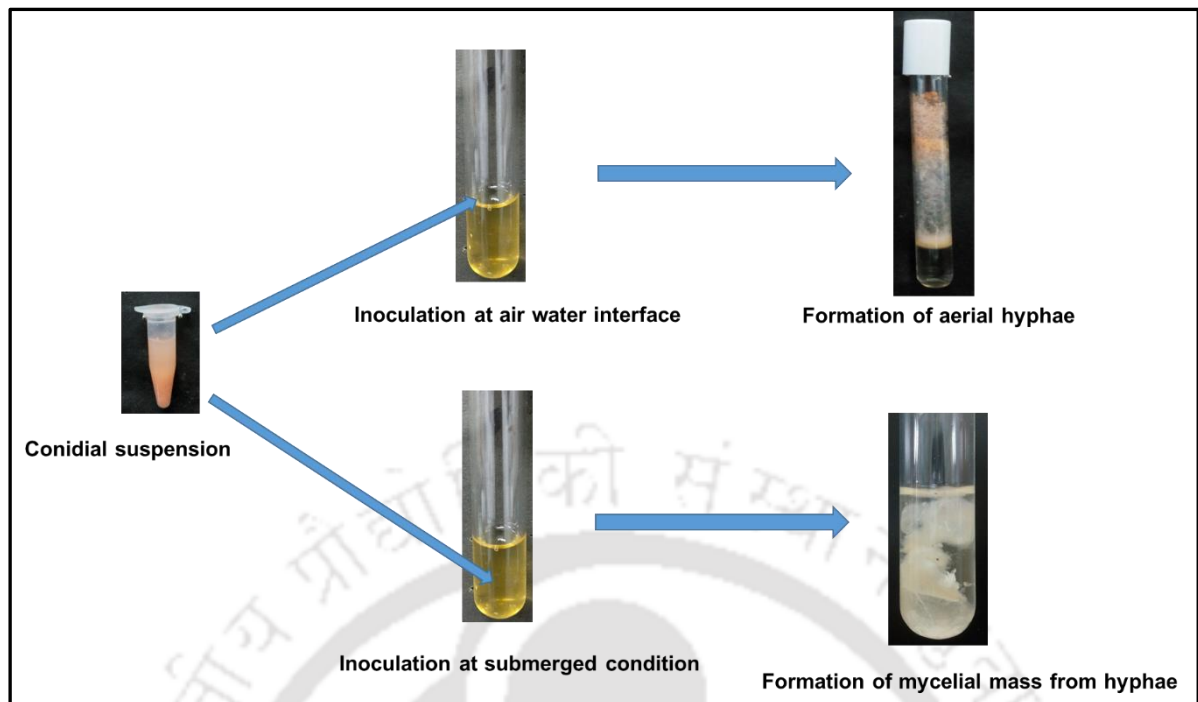 Inoculation at air water interface
Formation of aerial hyphae
Conidial suspension
Inoculation at submerged condition
Formation of mycelial mass from hyphae